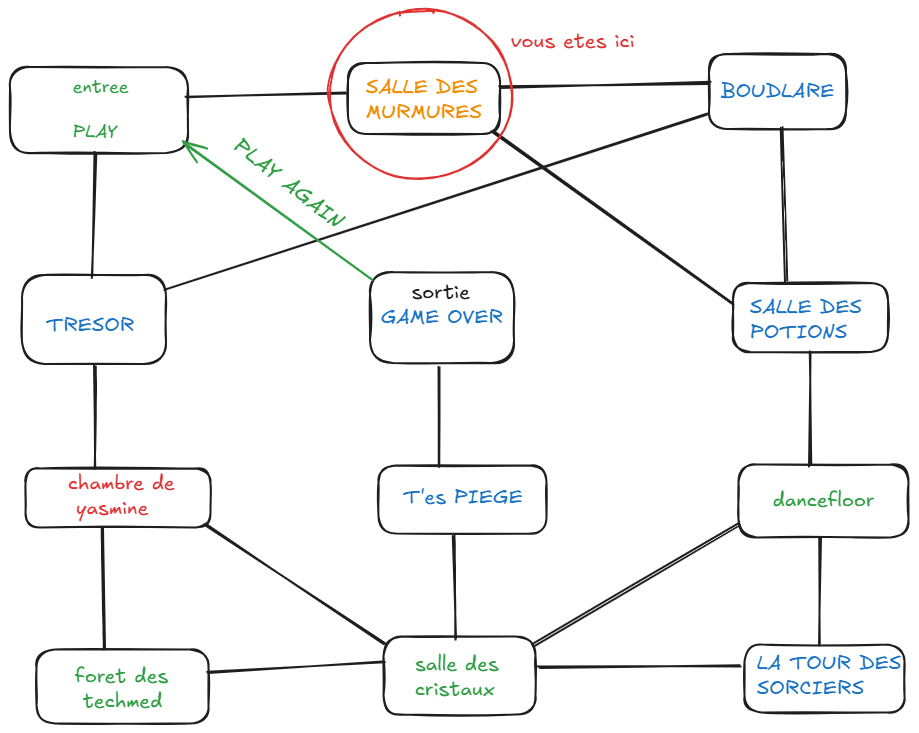 vous etes ici
entree
PLAY
SALLE DES
MURMURES
BOUDLARE
PLAY AGAIN
TRESOR
sortie
GAME OVER
SALLE DES
POTIONS
chambre de
yasmine
T'es PIEGE
dancefloor
foret des
techmed
salle des
cristaux
LA TOUR DES
SORCIERS